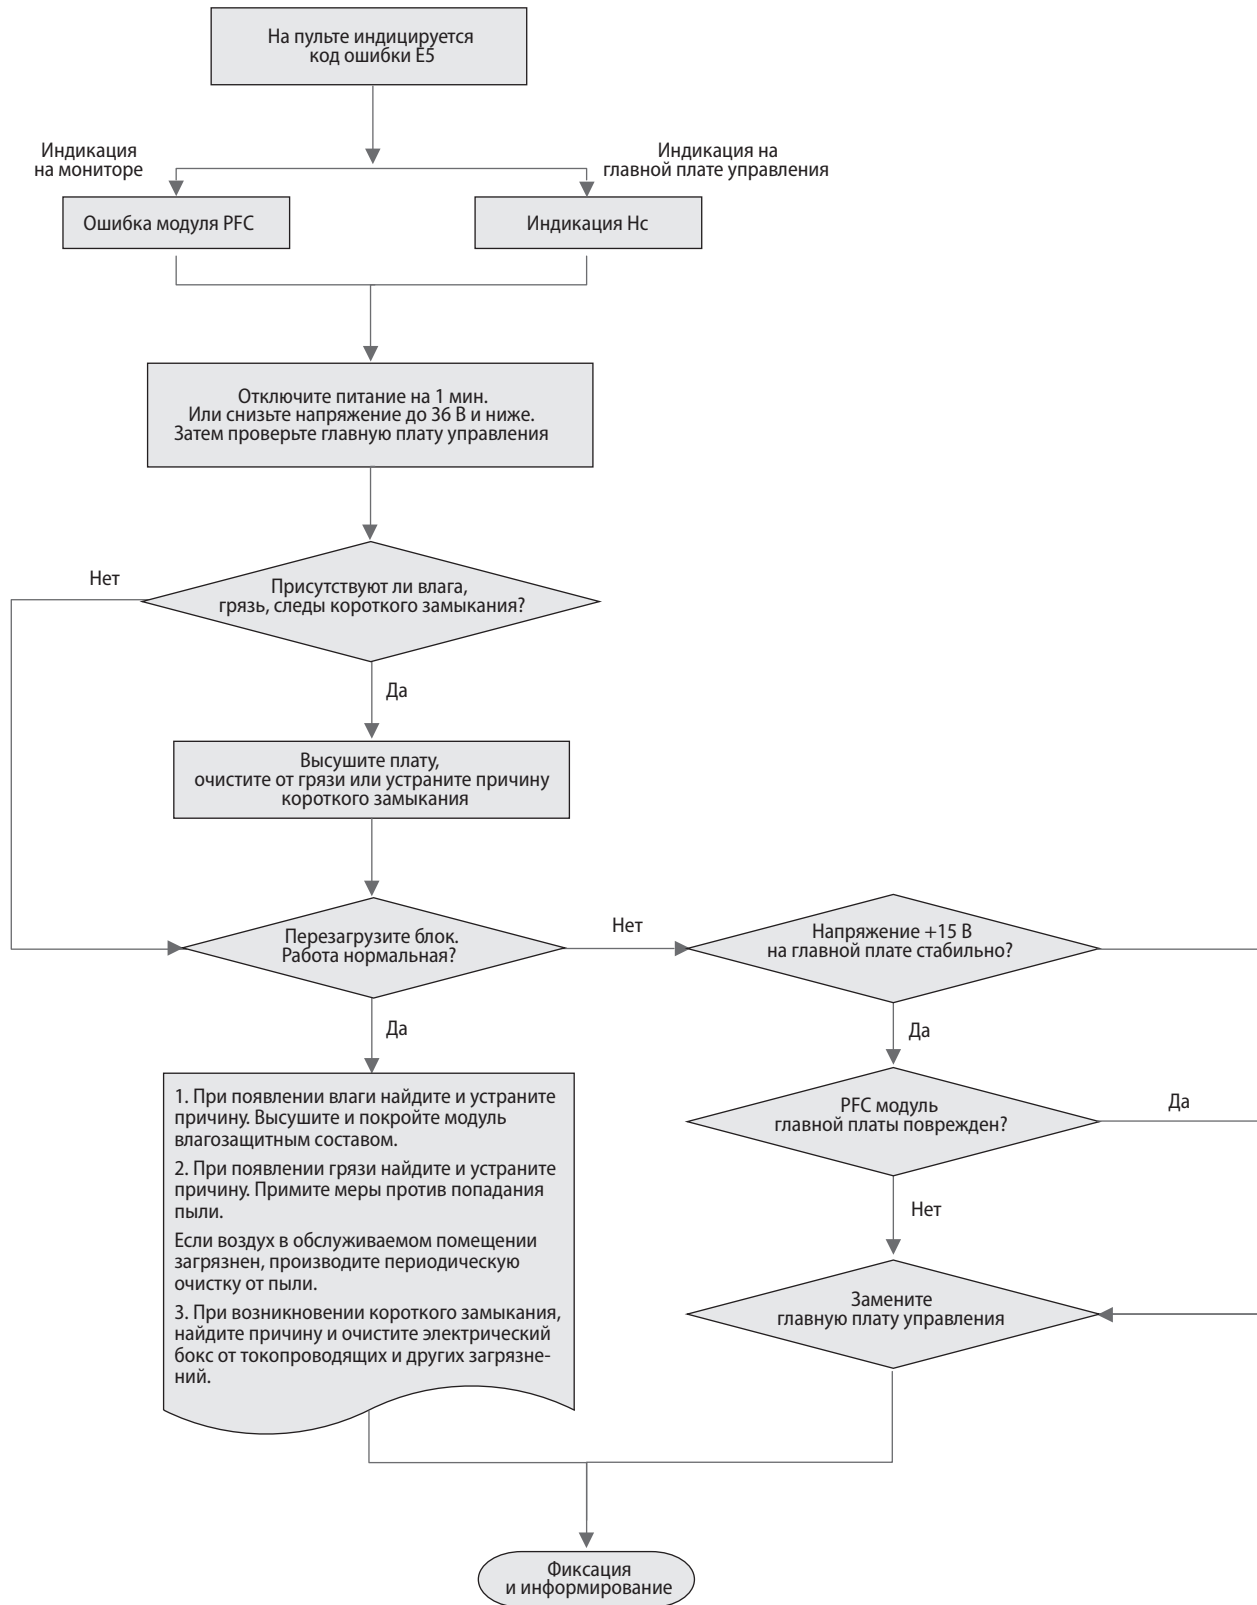 На пульте индицируется
код ошибки E5
Индикация
на мониторе
Индикация на
главной плате управления
Ошибка модуля PFC
Индикация Hc
Отключите питание на 1 мин.
Или снизьте напряжение до 36 В и ниже.
Затем проверьте главную плату управления
Нет
Присутствуют ли влага,
грязь, следы короткого замыкания?
Да
Высушите плату,
очистите от грязи или устраните причину
короткого замыкания
Перезагрузите блок.
Работа нормальная?
Нет
Напряжение +15 В
на главной плате стабильно?
Да
Да
1. При появлении влаги найдите и устраните
причину. Высушите и покройте модуль
влагозащитным составом.
2. При появлении грязи найдите и устраните
причину. Примите меры против попадания
пыли.
Если воздух в обслуживаемом помещении
загрязнен, производите периодическую
очистку от пыли.
3. При возникновении короткого замыкания,
найдите причину и очистите электрический
бокс от токопроводящих и других загрязне-
ний.
PFC модуль
главной платы поврежден?
Да
Нет
Замените
главную плату управления
Фиксация
и информирование